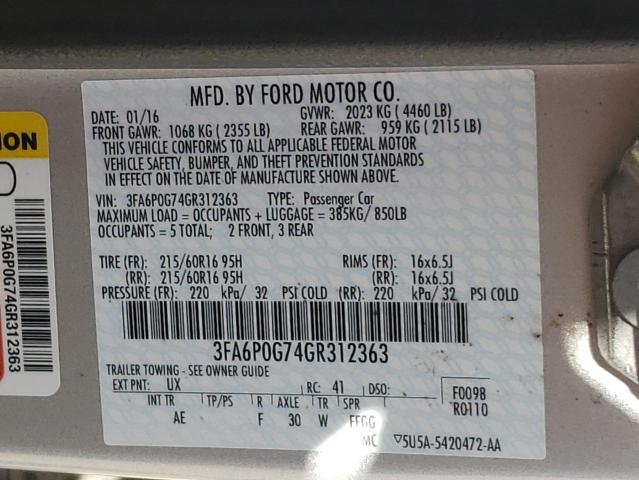 MFD. BY FORD MOTOR CO.
DATE: 01/16 GVWR: 2023 KG ( 4460 LB)
FRONT GAWR: 1068 KG ( 2355 LB) REAR GAWR: 959 KG ( 2115 LB)
THIS VEHICLE CONFORMS TO ALL APPLICABLE FEDERAL MOTOR
VEHICLE SAFETY, BUMPER, AND THEFT PREVENTION STANDARDS
IN EFFECT ON THE DATE OF MANUFACTURE SHOWN ABOVE.
VIN: 3FA6P0G74GR312363 TYPE: Passenger Car
MAXIMUM LOAD = OCCUPANTS + LUGGAGE = 385KG/ 850LB
OCCUPANTS = 5 TOTAL; 2 FRONT, 3 REAR
TIRE (FR): 215/60R16 95H RIMS (FR): 16x6.5J
(RR): 215/60R16 95H (RR): 16x6.5J
PRESSURE (FR): 220 kPa/ 32 PSI COLD (RR): 220 kPa/ 32 PSI COLD
3FA6P0G74GR312363
TRAILER TOWING - SEE OWNER GUIDE
EXT PNT: UX RC: 41 DSO: F0098
INT TR TP/PS R AXLE TR SPR R0110
AE F 30 W FFGG
MC ▽5U5A-5420472-AA
ION
3FA6P0G74GR312363